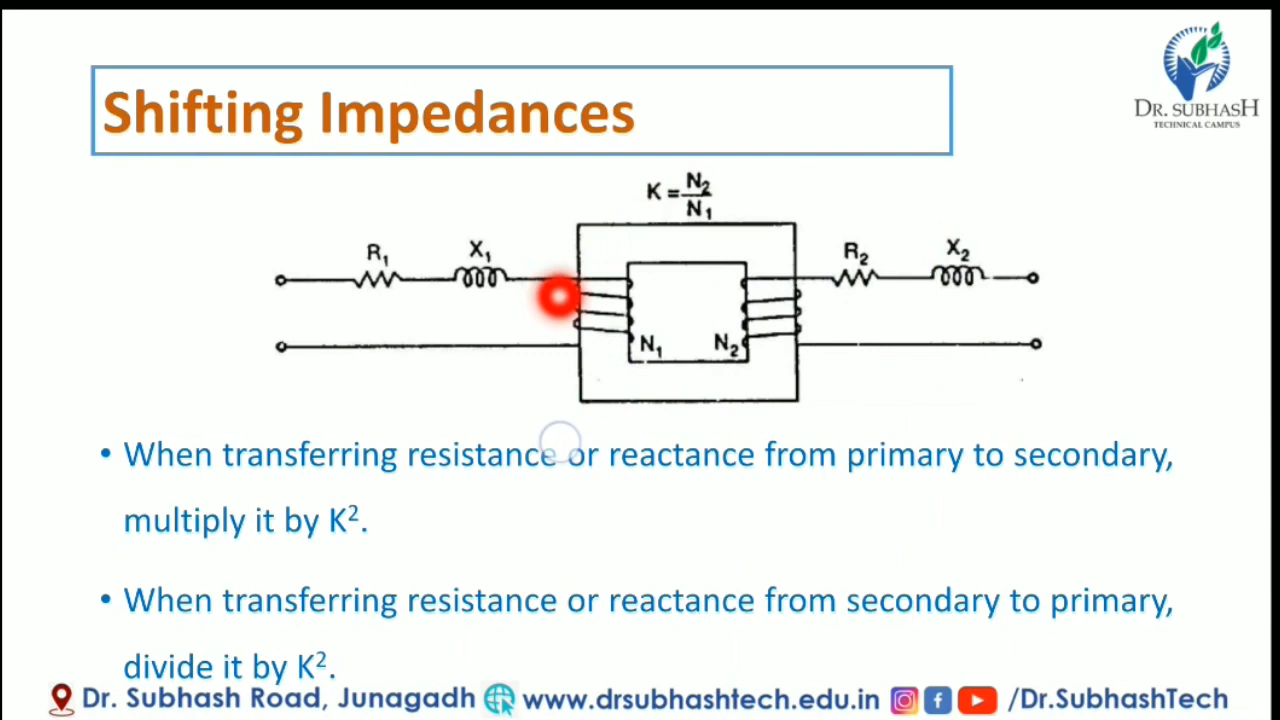 DR. SUBHASH
TECHNICAL CAMPUS
Shifting Impedances
K = N₂
N₁
R₁ X₁ R₂ X₂
N₁ N₂
• When transferring resistance or reactance from primary to secondary,
multiply it by K².
• When transferring resistance or reactance from secondary to primary,
divide it by K².
Dr. Subhash Road, Junagadh www.drsubhashtech.edu.in /Dr.SubhashTech